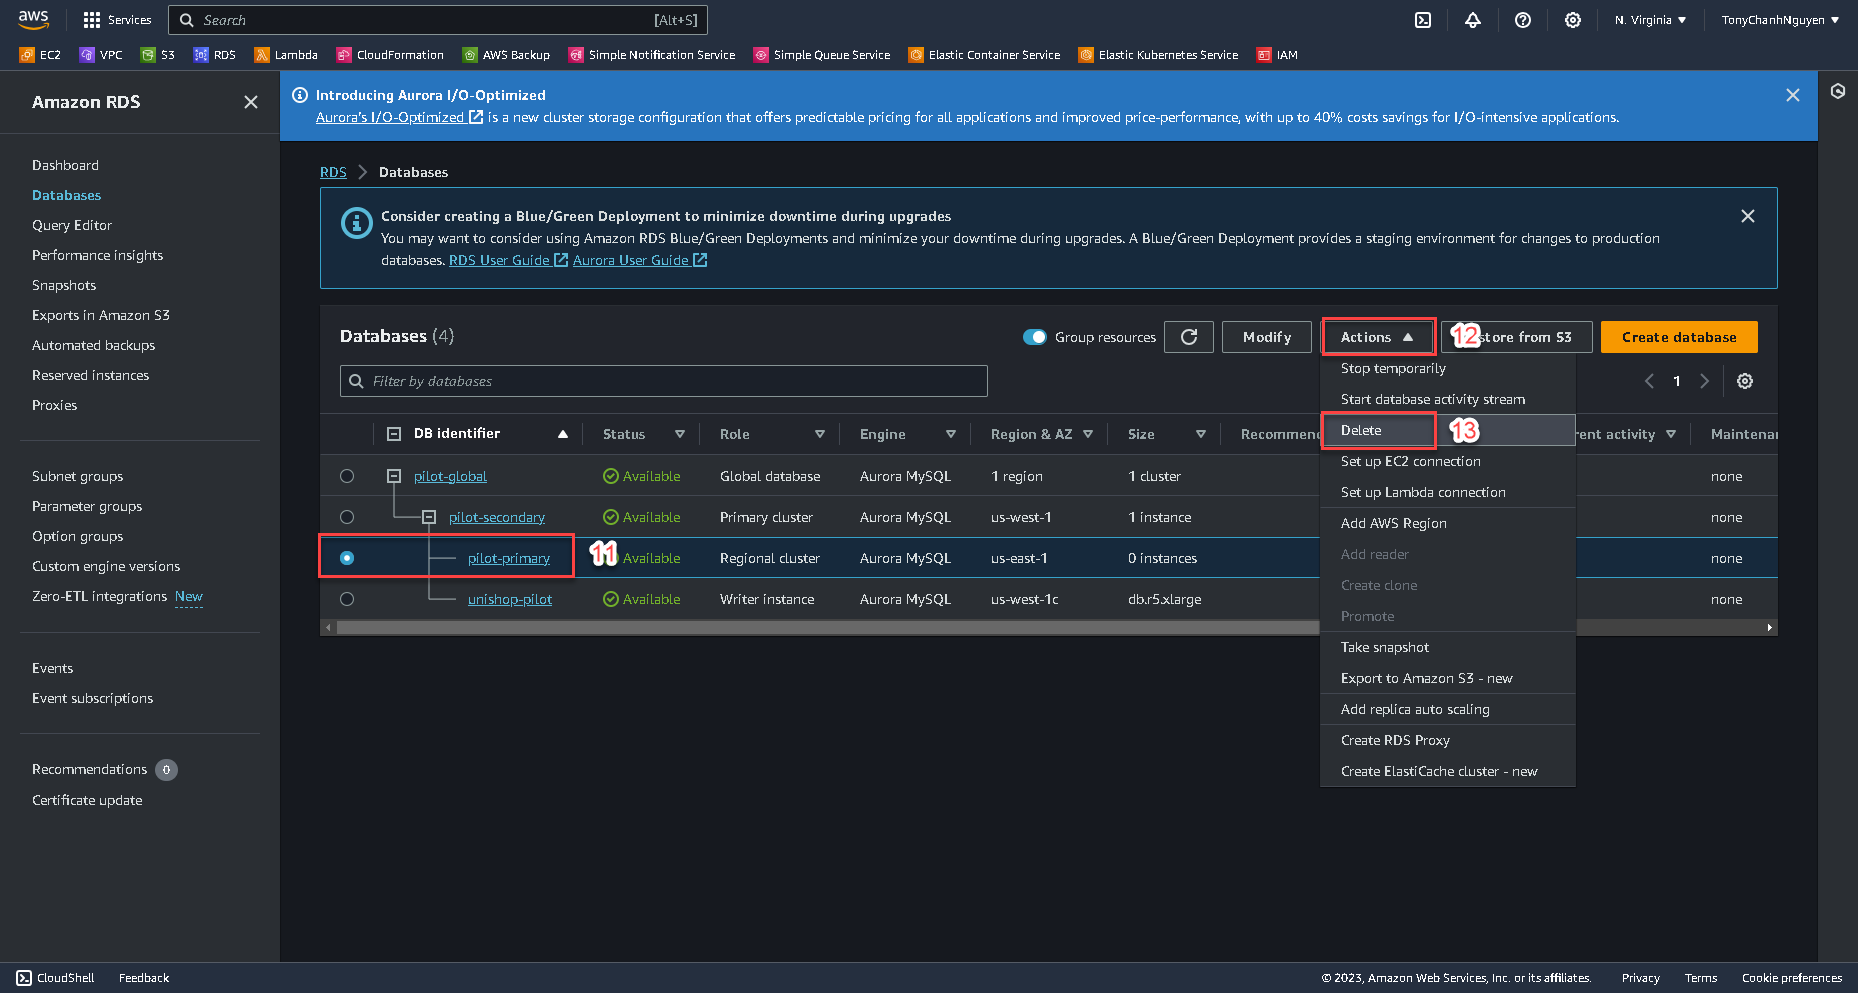 aws Services Search [Alt+S] N. Virginia TonyChanhNguyen
EC2 VPC S3 RDS Lambda CloudFormation AWS Backup Simple Notification Service Simple Queue Service Elastic Container Service Elastic Kubernetes Service IAM
Amazon RDS
Dashboard
Databases
Query Editor
Performance insights
Snapshots
Exports in Amazon S3
Automated backups
Reserved instances
Proxies
Subnet groups
Parameter groups
Option groups
Custom engine versions
Zero-ETL integrations New
Events
Event subscriptions
Recommendations 0
Certificate update
Introducing Aurora I/O-Optimized
Aurora's I/O-Optimized is a new cluster storage configuration that offers predictable pricing for all applications and improved price-performance, with up to 40% costs savings for I/O-intensive applications.
RDS Databases
Consider creating a Blue/Green Deployment to minimize downtime during upgrades
You may want to consider using Amazon RDS Blue/Green Deployments and minimize your downtime during upgrades. A Blue/Green Deployment provides a staging environment for changes to production
databases. RDS User Guide Aurora User Guide
Databases (4) Group resources Modify Actions 12 store from S3 Create database
Filter by databases
1
DB identifier Status Role Engine Region & AZ Size Recommen rent activity Maintena
pilot-global Available Global database Aurora MySQL 1 region 1 cluster none
pilot-secondary Available Primary cluster Aurora MySQL us-west-1 1 instance none
pilot-primary 11 Available Regional cluster Aurora MySQL us-east-1 0 instances none
unishop-pilot Available Writer instance Aurora MySQL us-west-1c db.r5.xlarge none
Stop temporarily
Start database activity stream
Delete 13
Set up EC2 connection
Set up Lambda connection
Add AWS Region
Add reader
Create clone
Promote
Take snapshot
Export to Amazon S3 - new
Add replica auto scaling
Create RDS Proxy
Create ElastiCache cluster - new
CloudShell Feedback © 2023, Amazon Web Services, Inc. or its affiliates. Privacy Terms Cookie preferences